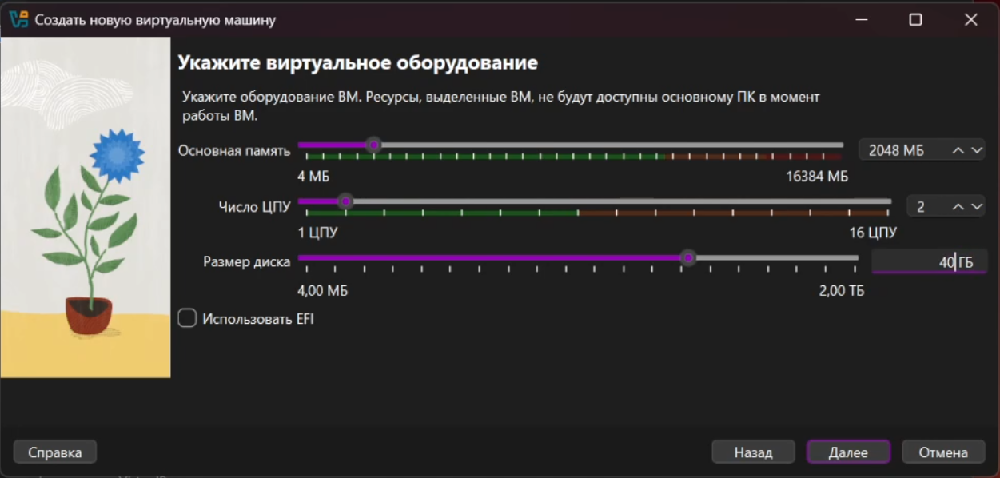 Создать новую виртуальную машину
Укажите виртуальное оборудование
Укажите оборудование ВМ. Ресурсы, выделенные ВМ, не будут доступны основному ПК в момент
работы ВМ.
Основная память 2048 МБ
4 МБ 16384 МБ
Число ЦПУ 2
1 ЦПУ 16 ЦПУ
Размер диска 40 ГБ
4,00 МБ 2,00 ТБ
Использовать EFI
Справка Назад Далее Отмена